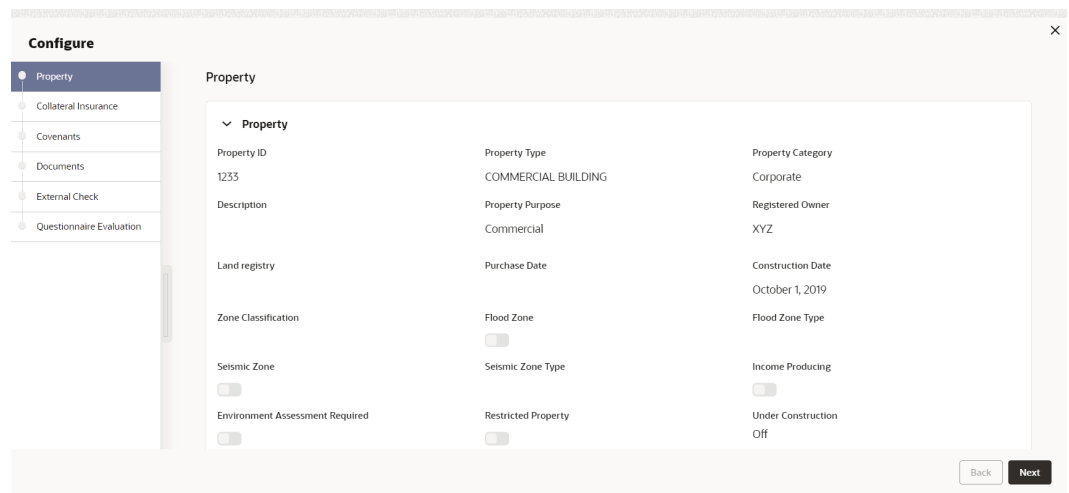 Configure
Property
Collateral Insurance
Covenants
Documents
External Check
Questionnaire Evaluation
Property
Property
Property ID Property Type Property Category
1233 COMMERCIAL BUILDING Corporate
Description Property Purpose Registered Owner
Commercial XYZ
Land registry Purchase Date Construction Date
October 1, 2019
Zone Classification Flood Zone Flood Zone Type
Seismic Zone Seismic Zone Type Income Producing
Environment Assessment Required Restricted Property Under Construction
Off
Back Next